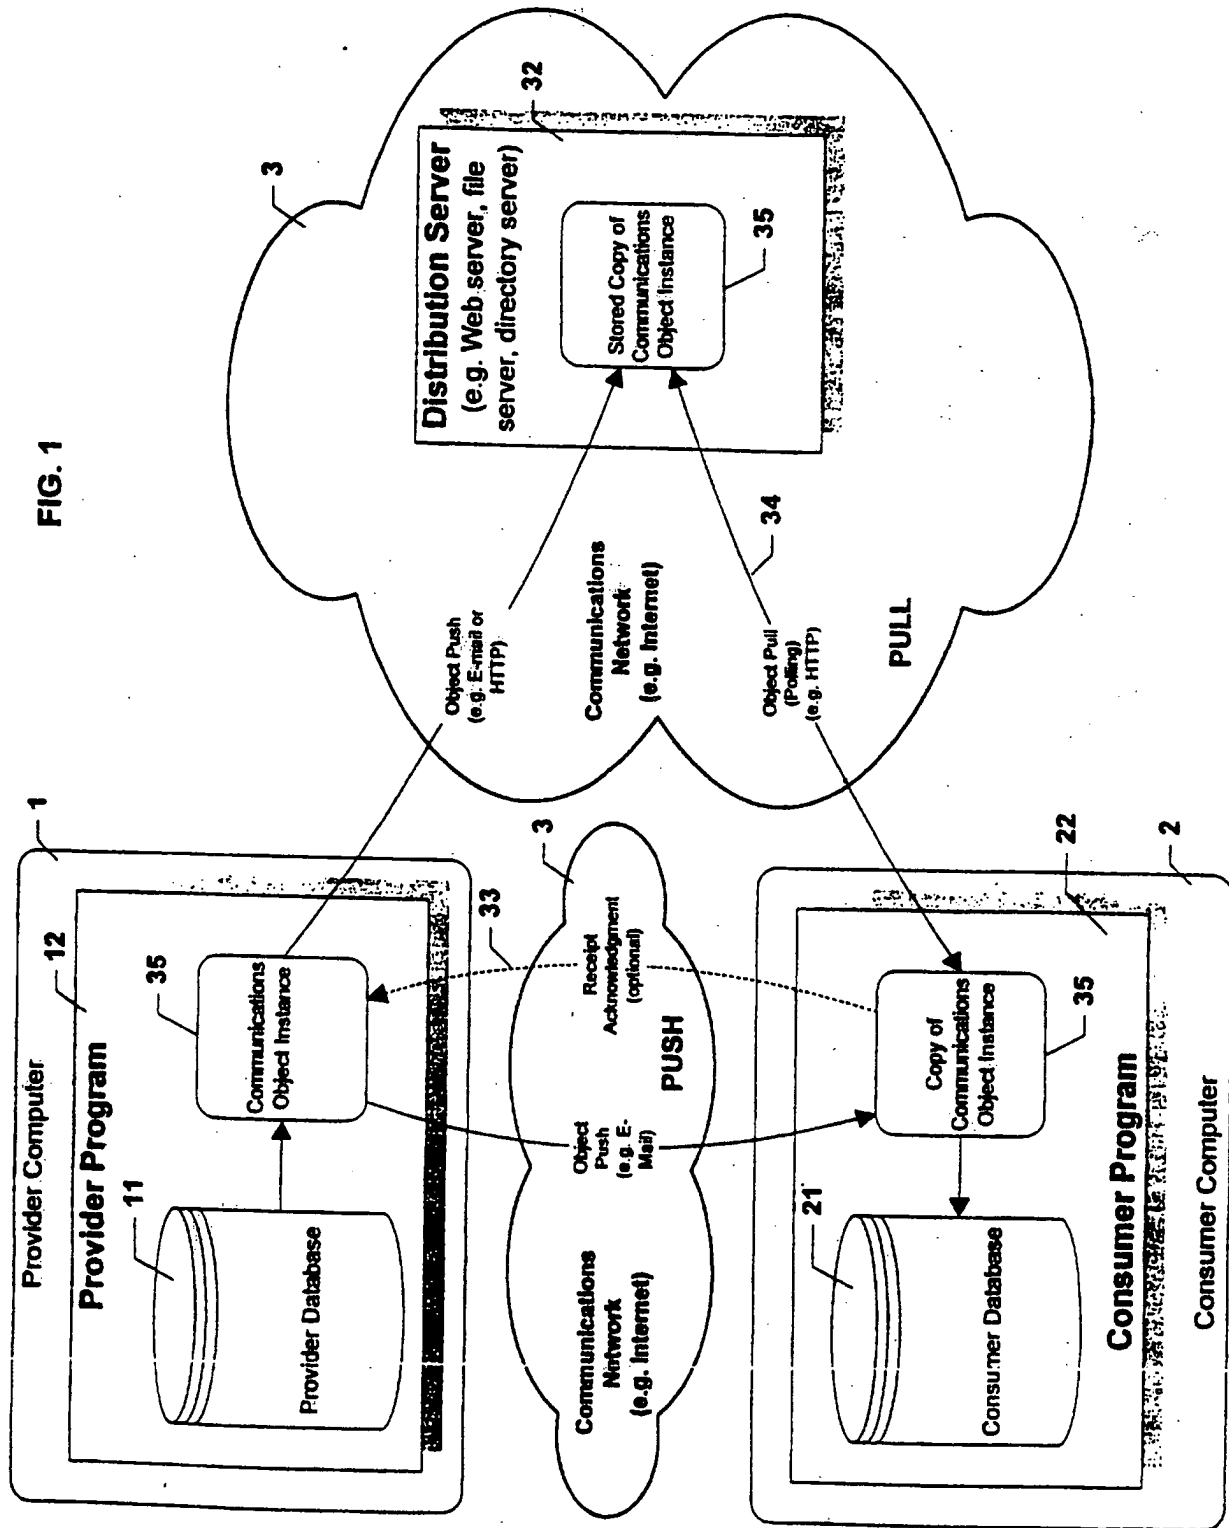 FIG. 1
Provider Computer
1
Provider Program
12
11
Provider Database
35
Communications
Object Instance
33
3
Communications
Network
(e.g. Internet)
Object
Push
(e.g. E-
Mail)
PUSH
Receipt
Acknowledgment
(optional)
21
Consumer Database
Copy of
Communications
Object Instance
35
Consumer Program
22
Consumer Computer
2
3
Object Push
(e.g. E-mail or
HTTP)
Communications
Network
(e.g. Internet)
Object Pull
(Polling)
(e.g. HTTP)
34
PULL
Distribution Server
(e.g. Web server, file
server, directory server)
32
Stored Copy of
Communications
Object Instance
35